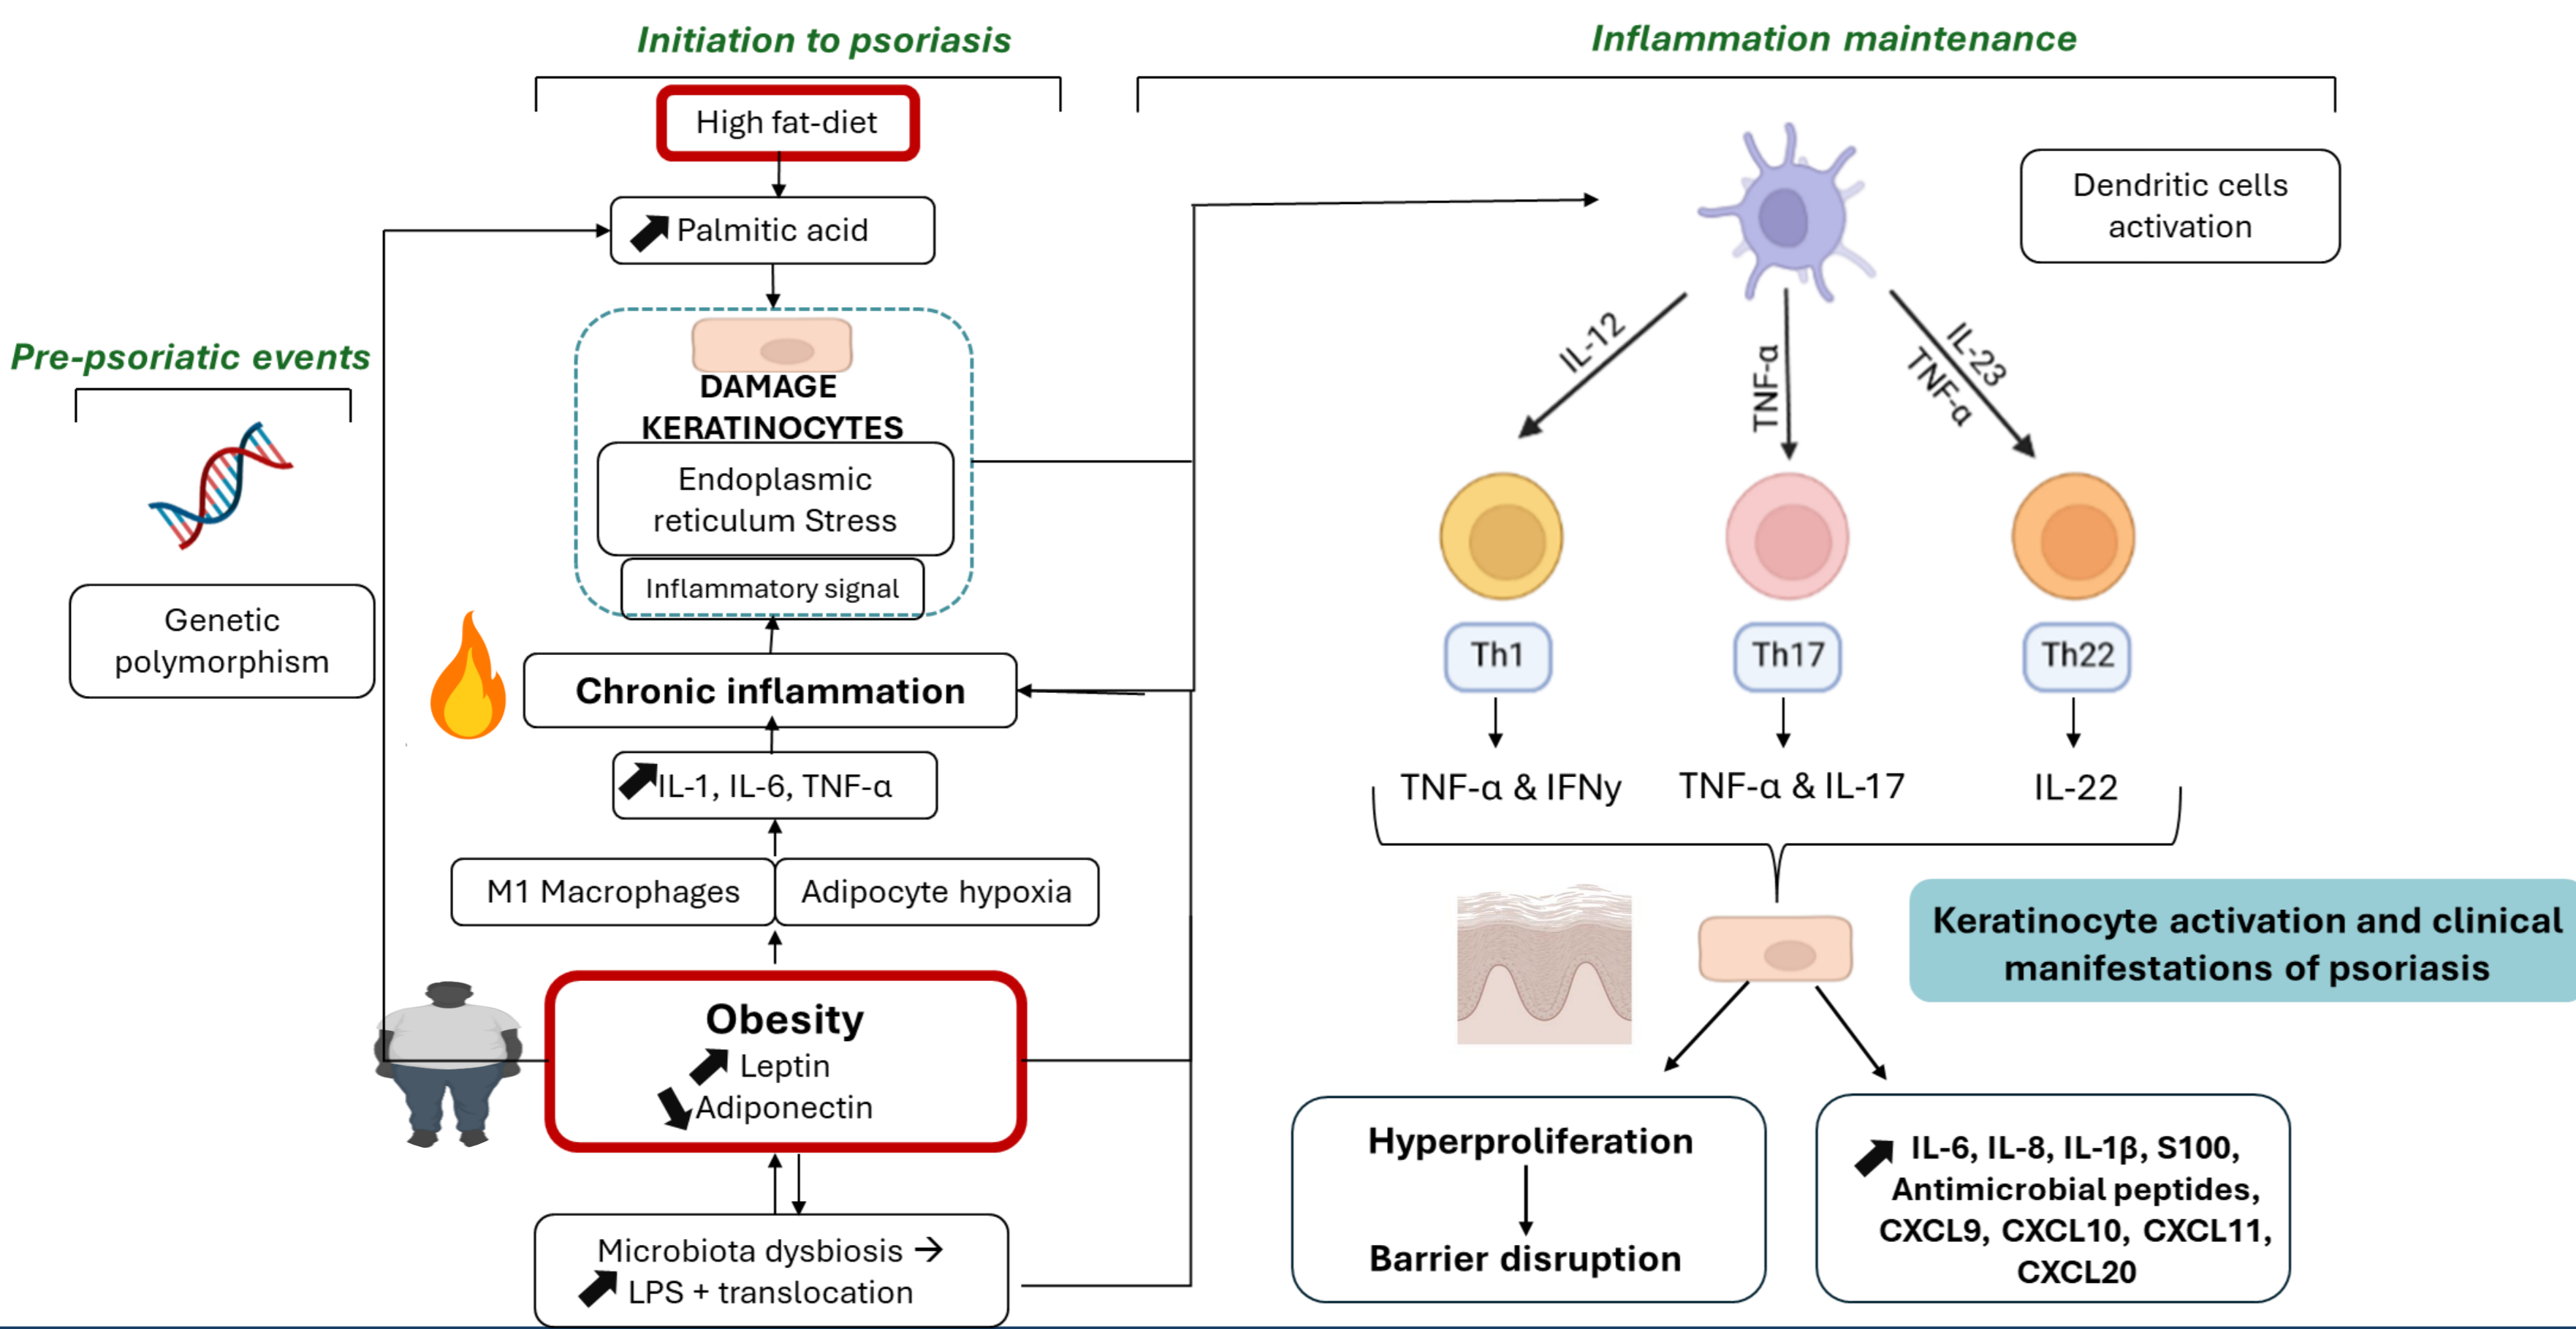 Initiation to psoriasis
Inflammation maintenance
Pre-psoriatic events
Genetic
polymorphism
High fat-diet
Palmitic acid
DAMAGE
KERATINOCYTES
Endoplasmic
reticulum Stress
Inflammatory signal
Chronic inflammation
IL-1, IL-6, TNF-α
M1 Macrophages
Adipocyte hypoxia
Obesity
Leptin
Adiponectin
Microbiota dysbiosis →
LPS + translocation
Dendritic cells
activation
IL-12
TNF-α
IL-23
TNF-α
Th1
Th17
Th22
TNF-α & IFNy
TNF-α & IL-17
IL-22
Keratinocyte activation and clinical
manifestations of psoriasis
Hyperproliferation
Barrier disruption
IL-6, IL-8, IL-1β, S100,
Antimicrobial peptides,
CXCL9, CXCL10, CXCL11,
CXCL20